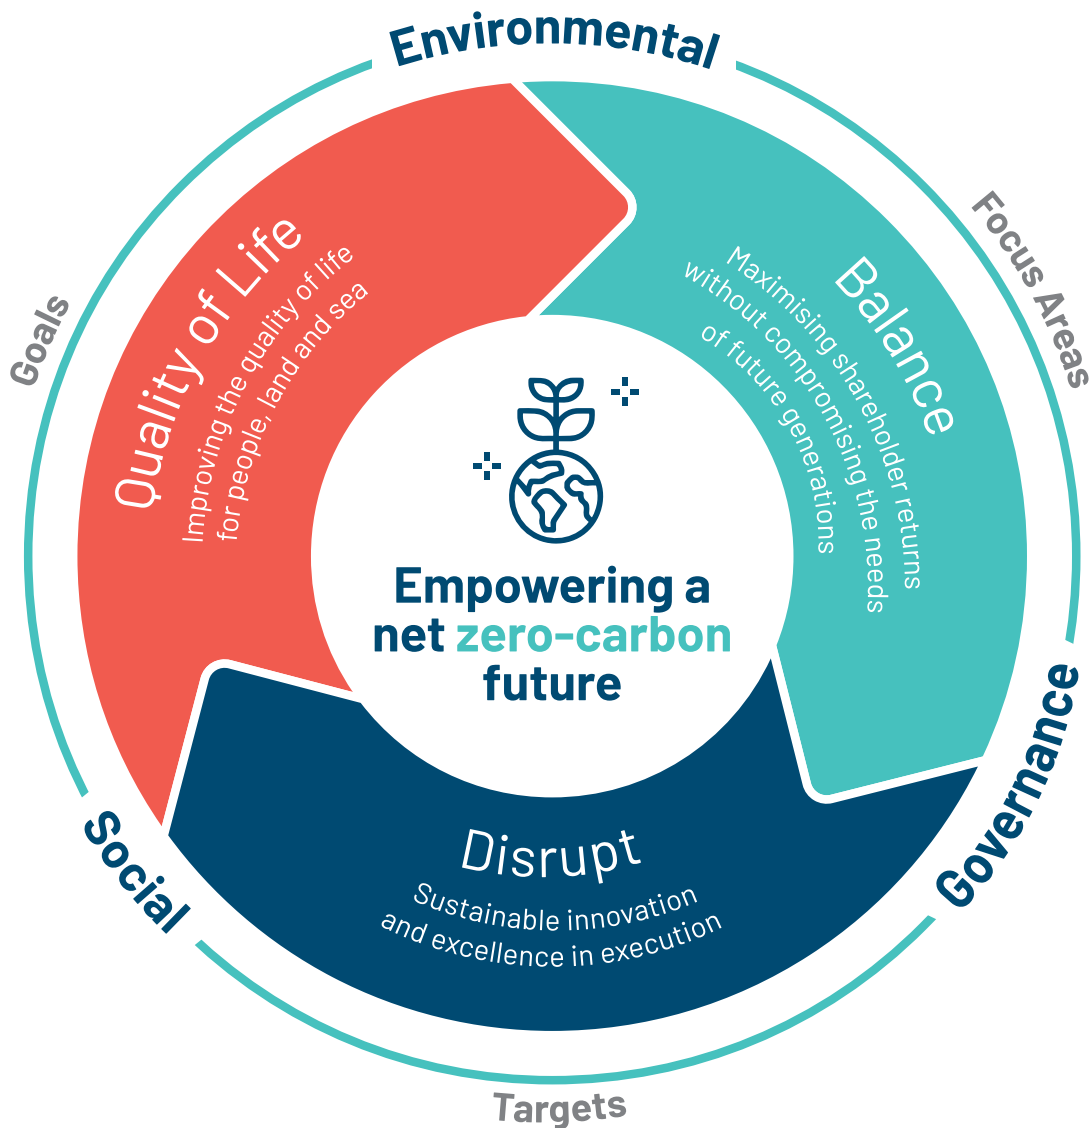 Environmental
Goals
Focus Areas
Quality of Life
Improving the quality of life
for people, land and sea
Balance
Maximising shareholder returns
without compromising the needs
of future generations
Empowering a
net zero-carbon
future
Disrupt
Sustainable innovation
and excellence in execution
Social
Governance
Targets